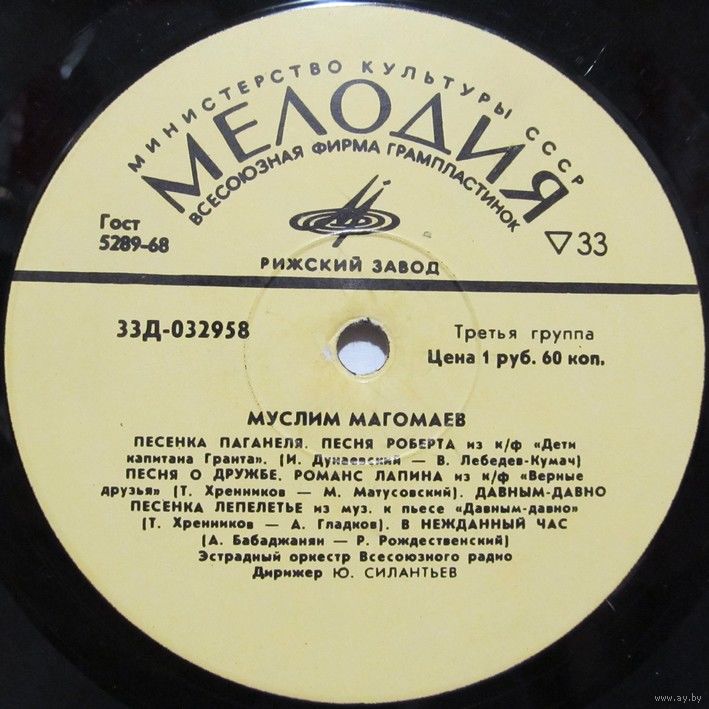 МИНИСТЕРСТВО КУЛЬТУРЫ СССР
МЕЛОДИЯ
ВСЕСОЮЗНАЯ ФИРМА ГРАМПЛАСТИНОК
Гост
5289-68
33
РИЖСКИЙ ЗАВОД
33Д-032958
Третья группа
Цена 1 руб. 60 коп.
МУСЛИМ МАГОМАЕВ
ПЕСЕНКА ПАГАНЕЛЯ. ПЕСНЯ РОБЕРТА из к/ф «Дети
капитана Гранта». (И. Дунаевский — В. Лебедев-Кумач)
ПЕСНЯ О ДРУЖБЕ. РОМАНС ЛАПИНА из к/ф «Верные
друзья» (Т. Хренников — М. Матусовский). ДАВНЫМ-ДАВНО
ПЕСЕНКА ЛЕПЕЛЕТЬЕ из муз. к пьесе «Давным-давно»
(Т. Хренников — А. Гладков). В НЕЖДАННЫЙ ЧАС
(А. Бабаджанян — Р. Рождественский)
Эстрадный оркестр Всесоюзного радио
Дирижер Ю. СИЛАНТЬЕВ
www.ay.by